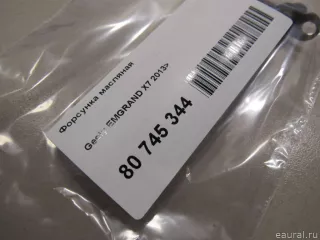 Форсунка масляная
Geely EMGRAND X7 2013>
80 745 344
eaural.ru